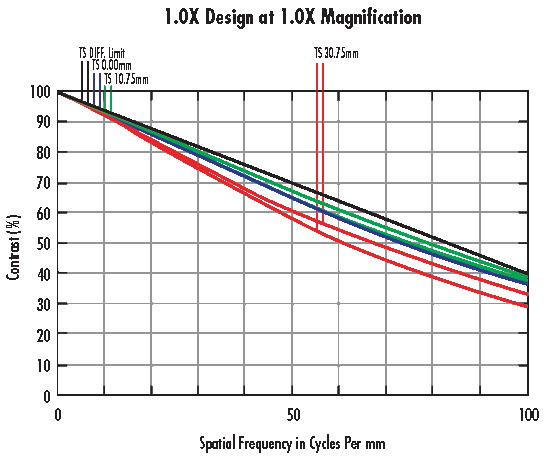 1.0X Design at 1.0X Magnification
TS DIFF. Limit
TS 0.00mm
TS 10.75mm
TS 30.75mm
100
90
80
70
60
50
40
30
20
10
0
Contrast (%)
0 50 100
Spatial Frequency in Cycles Per mm